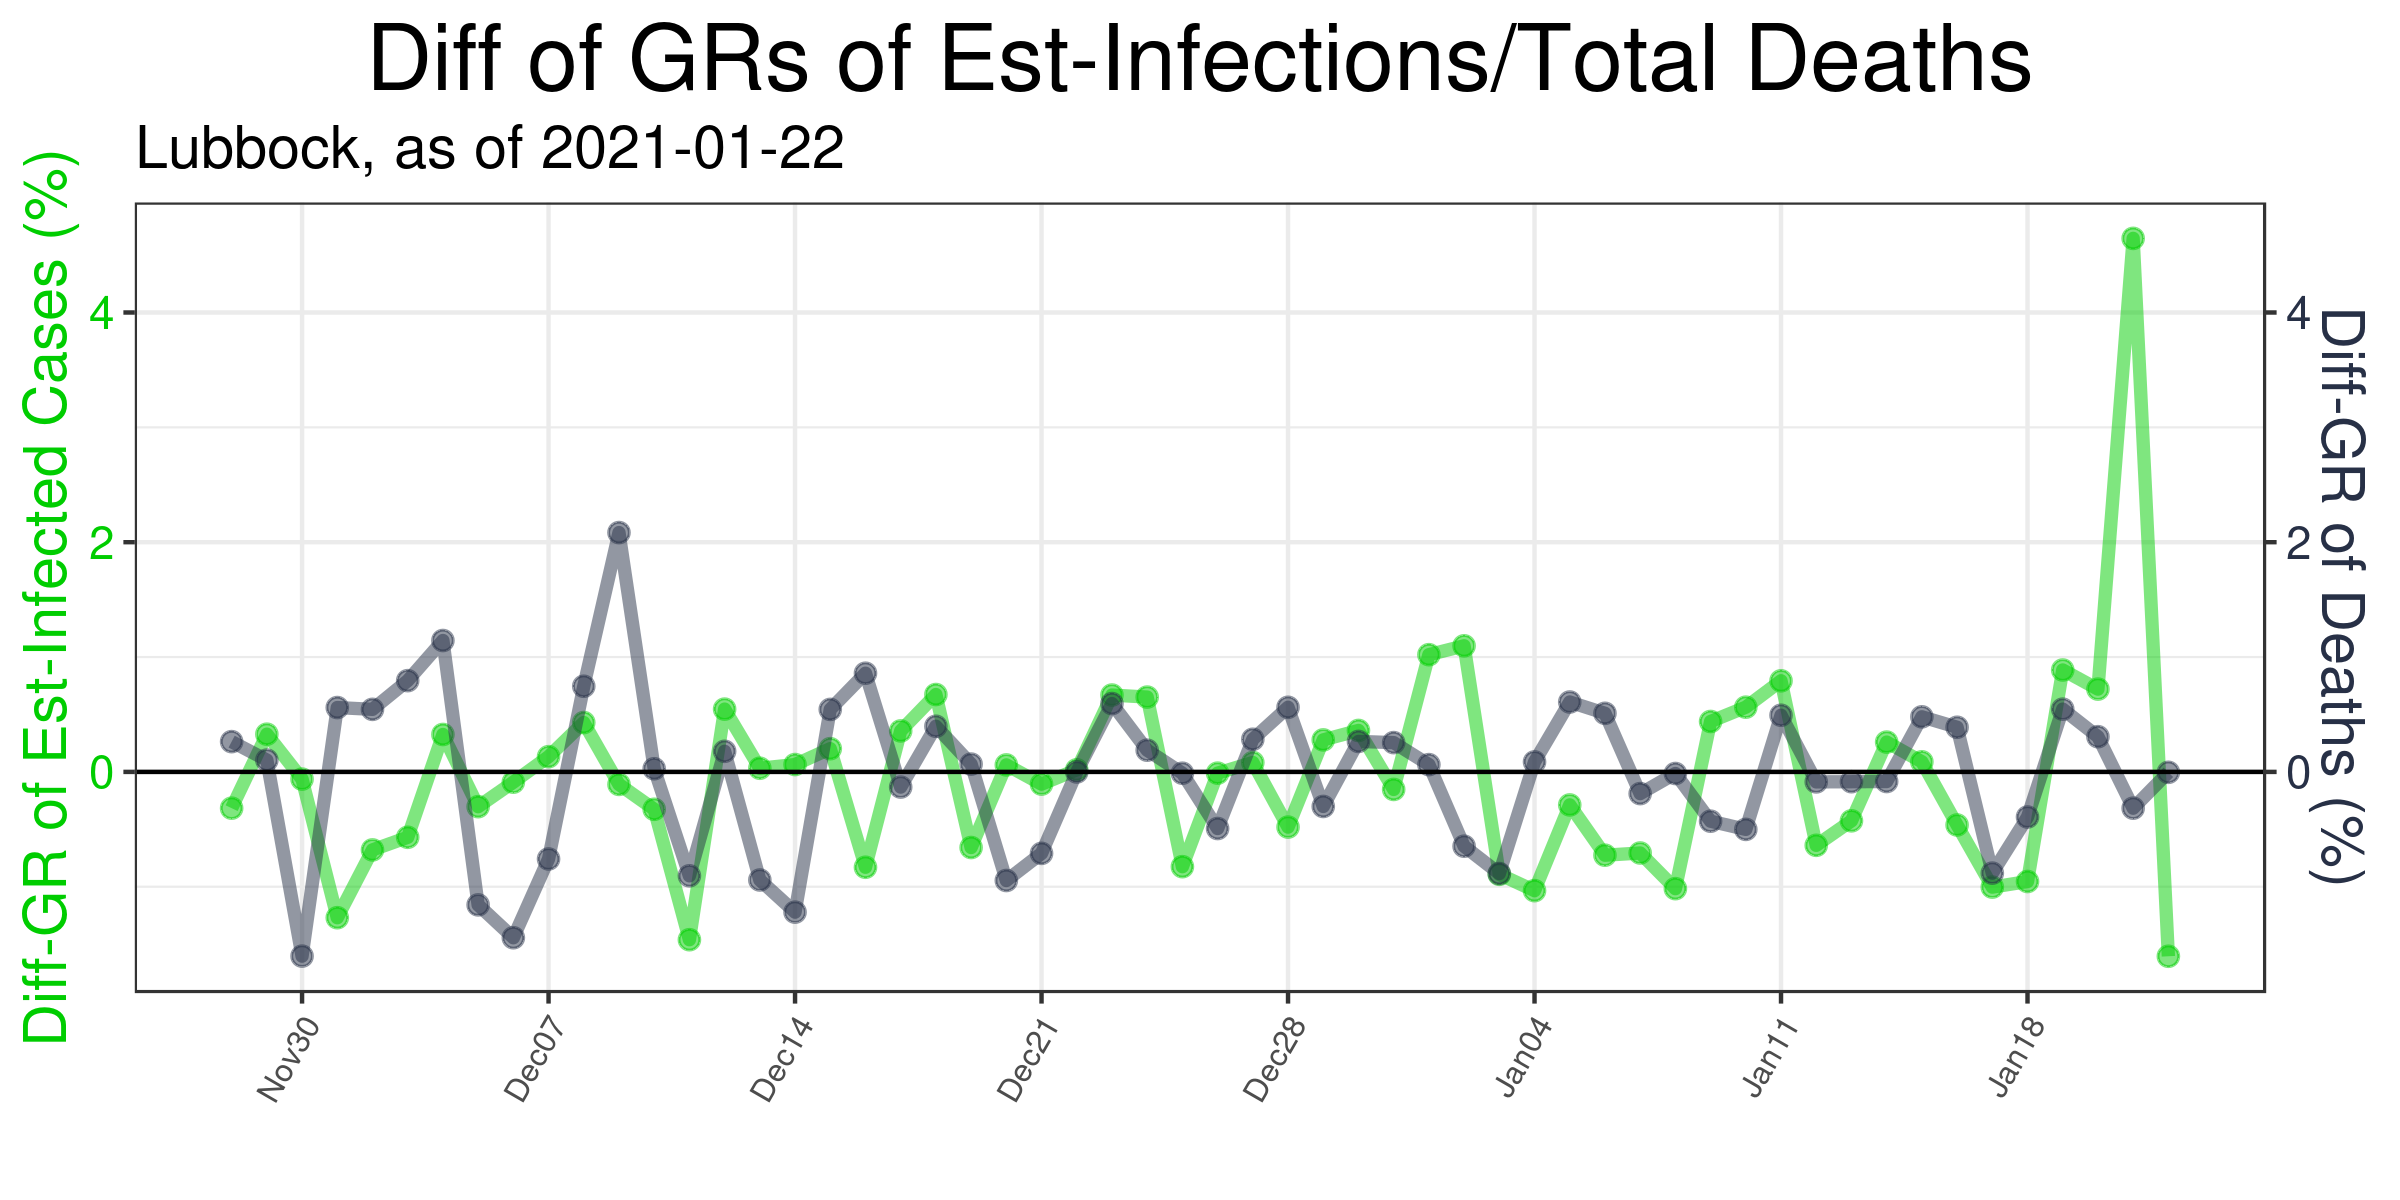 Diff of GRs of Est-Infections/Total Deaths
Lubbock, as of 2021-01-22
Diff-GR of Est-Infected Cases (%)
4
2
0
4
2
0
Diff-GR of Deaths (%)
Nov30
Dec07
Dec14
Dec21
Dec28
Jan04
Jan11
Jan18